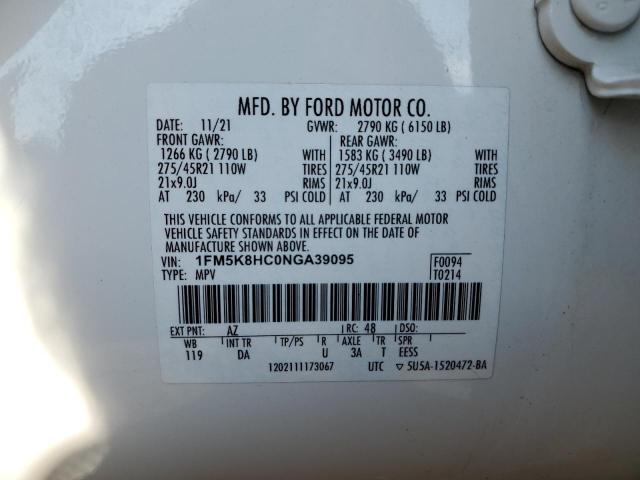 MFD. BY FORD MOTOR CO.
DATE: 11/21 GVWR: 2790 KG ( 6150 LB)
FRONT GAWR: REAR GAWR:
1266 KG ( 2790 LB) WITH 1583 KG ( 3490 LB) WITH
275/45R21 110W TIRES 275/45R21 110W TIRES
21x9.0J RIMS 21x9.0J RIMS
AT 230 kPa/ 33 PSI COLD AT 230 kPa/ 33 PSI COLD
THIS VEHICLE CONFORMS TO ALL APPLICABLE FEDERAL MOTOR
VEHICLE SAFETY STANDARDS IN EFFECT ON THE DATE OF
MANUFACTURE SHOWN ABOVE.
VIN: 1FM5K8HC0NGA39095 F0094
TYPE: MPV T0214
EXT PNT: AZ RC: 48 DSO:
WB INT TR TP/PS R AXLE TR SPR
119 DA U 3A T EESS
1202111173067 UTC ▽ 5U5A-1520472-BA